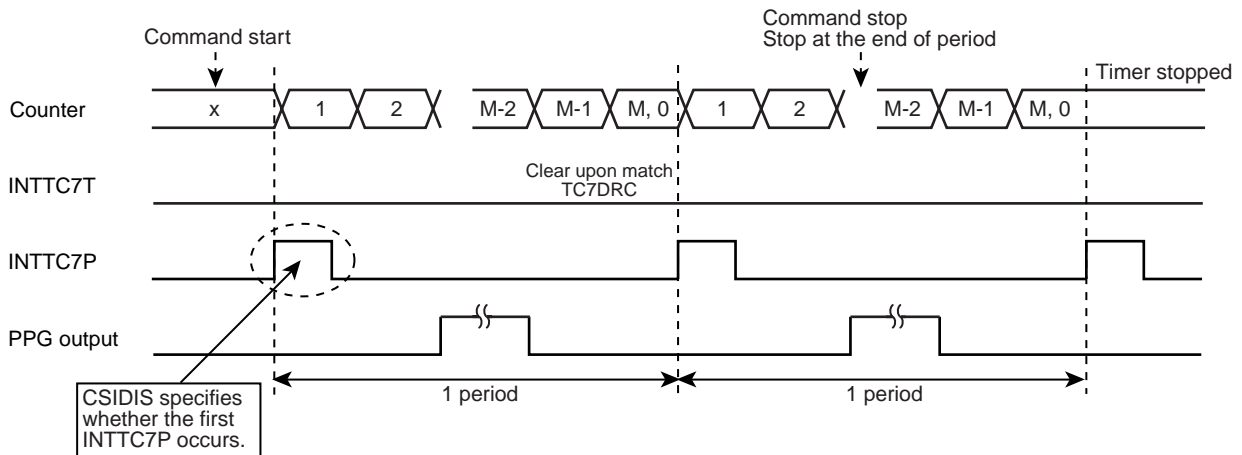 Command start
Command stop
Stop at the end of period
Timer stopped
Counter
x
1
2
M-2
M-1
M, 0
1
2
M-2
M-1
M, 0
INTTC7T
Clear upon match
TC7DRC
INTTC7P
PPG output
1 period
1 period
CSIDIS specifies
whether the first
INTTC7P occurs.